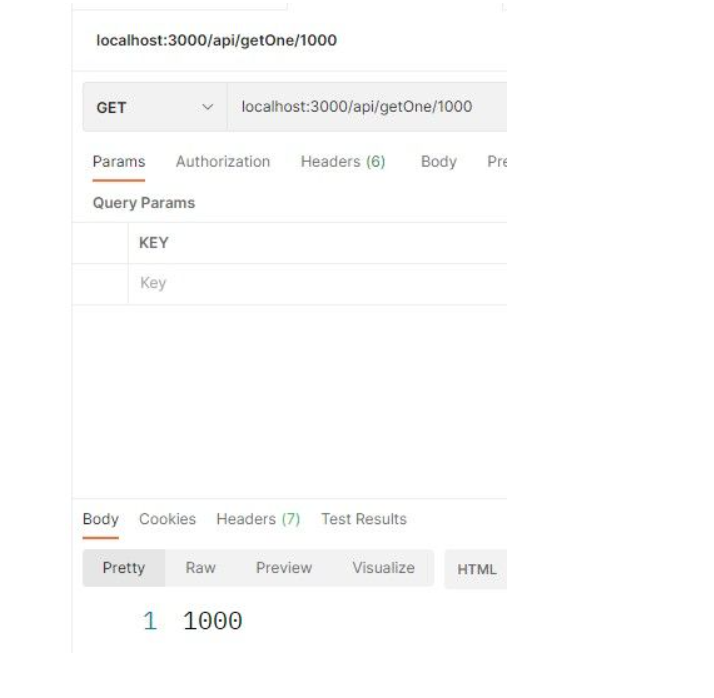 localhost:3000/api/getOne/1000
GET localhost:3000/api/getOne/1000
Params Authorization Headers (6) Body Pre
Query Params
KEY
Key
Body Cookies Headers (7) Test Results
Pretty Raw Preview Visualize HTML
1 1000